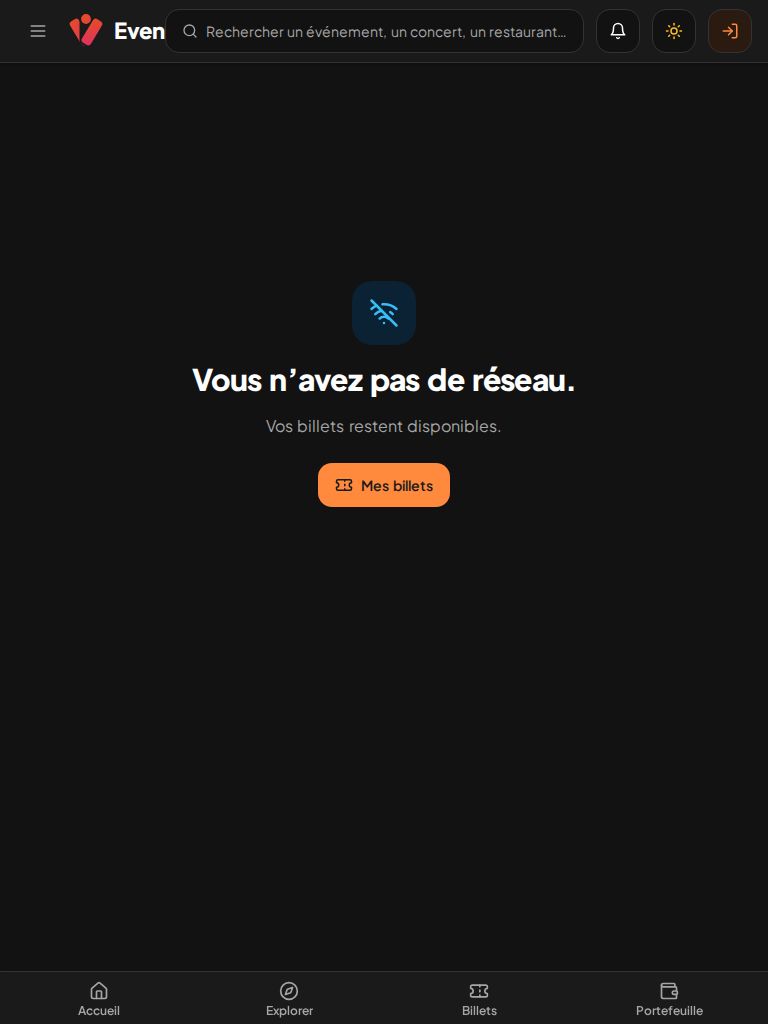 Even
Rechercher un événement, un concert, un restaurant...
Vous n’avez pas de réseau.
Vos billets restent disponibles.
Mes billets
Accueil
Explorer
Billets
Portefeuille